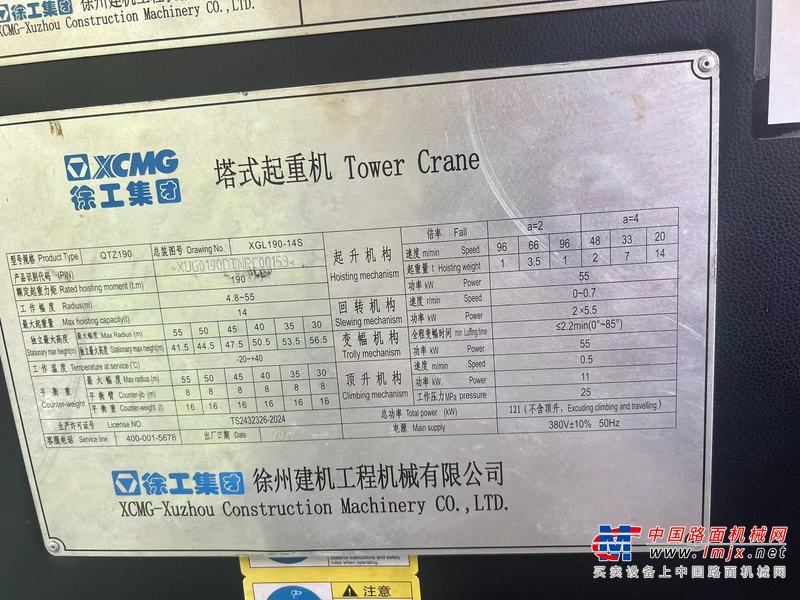 徐工集团 徐州建机工程
XCMG-Xuzhou Construction Machinery CO.,LTD.
XCMG
徐工集团
塔式起重机 Tower Crane
型号规格 Product Type QTZ190 总装图号 Drawing No. XGL190-14S
产品识别代码 (PIN)
额定起重力矩 Rated hoisting moment (t.m) 190
工作幅度 Radius(m) 4.8~55
最大起重量 Max hoisting capacity(t) 14
独立最大高度 Stationary max height(m) 最大幅度 Max Radius (m) 55 50 45 40 35 30
独立最大高度 Stationary max height (m) 41.5 44.5 47.5 50.5 53.5 56.5
工作温度 Temperature at service(℃) -20~+40
平衡重 Counter-weight 最大幅度 Max radius (m) 55 50 45 40 35 30
平衡臂 Counter-jib (m) 8 8 8 8 8 8
平衡重 Counter-weight (t) 16 16 16 16 16 16
生产许可证号 License NO. TS2432326-2024
客服电话 Service line 400-001-5678 出厂日期 Date
起升机构 Hoisting mechanism 倍率 Fall a=2 a=4
速度 m/min Speed 96 66 96 48 33 20
起重量 t Hoisting weight 1 3.5 1 2 7 14
功率 kW Power 55
回转机构 Slewing mechanism 速度 r/min Speed 0~0.7
功率 kW Power 2×5.5
变幅机构 Trolly mechanism 全程变幅时间 min Luffing time ≤2.2min(0°~85°)
功率 kW Power 55
顶升机构 Climbing mechanism 速度 m/min Speed 0.5
功率 kW Power 11
工作压力MPa pressure 25
总功率 Total power (kW) 121 (不含顶升, Excuding climbing and travelling)
电源 Main supply 380V±10% 50Hz
徐工集团 徐州建机工程机械有限公司
XCMG-Xuzhou Construction Machinery CO.,LTD.
observe instructions and safety
rules when operating.
注意
中国路面机械网
www.lmjx.net
买卖设备上中国路面机械网